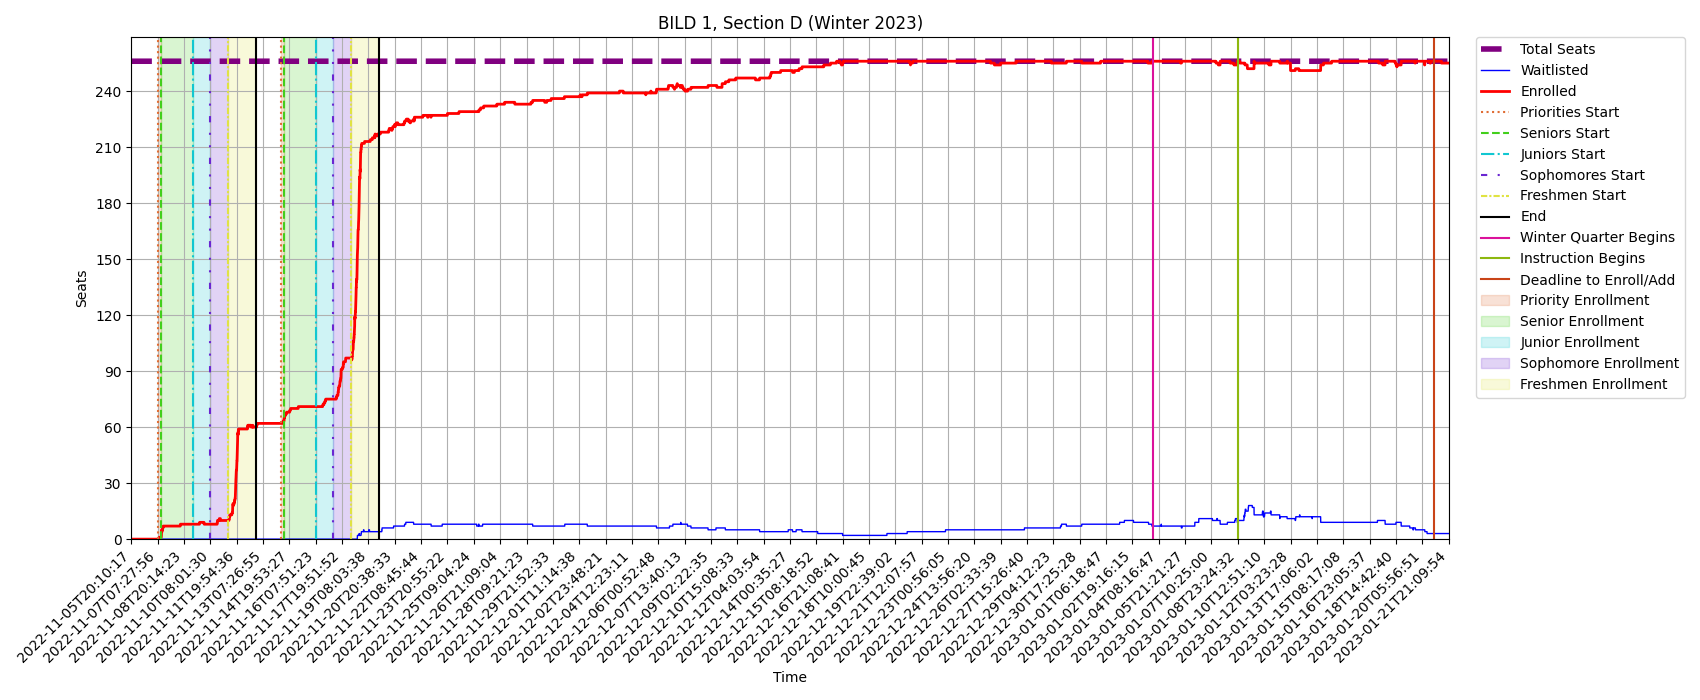 BILD 1, Section D (Winter 2023)
Total Seats
Waitlisted
Enrolled
Priorities Start
Seniors Start
Juniors Start
Sophomores Start
Freshmen Start
End
Winter Quarter Begins
Instruction Begins
Deadline to Enroll/Add
Priority Enrollment
Senior Enrollment
Junior Enrollment
Sophomore Enrollment
Freshmen Enrollment
Seats
240
210
180
150
120
90
60
30
0
2022-11-05T20:10:17
2022-11-07T07:27:56
2022-11-08T20:14:23
2022-11-10T08:01:30
2022-11-11T19:54:36
2022-11-13T07:26:55
2022-11-14T19:53:27
2022-11-16T07:51:23
2022-11-17T19:51:52
2022-11-19T08:03:38
2022-11-20T20:38:33
2022-11-22T08:45:44
2022-11-23T20:55:22
2022-11-25T09:04:24
2022-11-26T21:09:04
2022-11-28T09:21:23
2022-11-29T21:52:33
2022-12-01T11:14:38
2022-12-02T23:48:21
2022-12-04T12:23:11
2022-12-06T00:52:48
2022-12-07T13:40:13
2022-12-09T02:22:35
2022-12-10T15:08:33
2022-12-12T04:03:54
2022-12-14T00:35:27
2022-12-15T08:18:52
2022-12-16T21:08:41
2022-12-18T10:00:45
2022-12-19T22:39:02
2022-12-21T12:07:57
2022-12-23T00:56:05
2022-12-24T13:56:20
2022-12-26T02:33:39
2022-12-27T15:26:40
2022-12-29T04:12:23
2022-12-30T17:25:28
2023-01-01T06:18:47
2023-01-02T19:16:15
2023-01-04T08:16:47
2023-01-05T21:21:27
2023-01-07T10:25:00
2023-01-08T23:24:32
2023-01-10T12:51:10
2023-01-12T03:23:28
2023-01-13T17:06:02
2023-01-15T08:17:08
2023-01-16T23:05:37
2023-01-18T14:42:40
2023-01-20T05:56:51
2023-01-21T21:09:54
Time